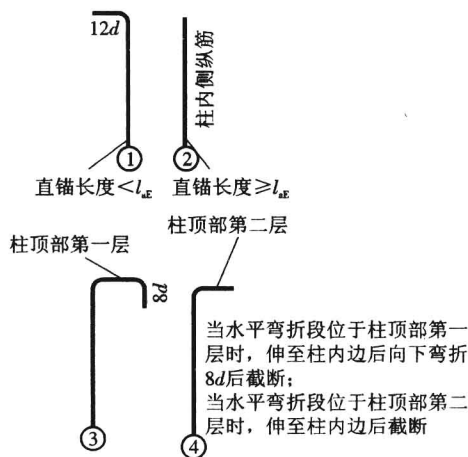 12d
柱内侧纵筋
①
②
直锚长度<laE
直锚长度≥laE
柱顶部第二层
柱顶部第一层
8d
当水平弯折段位于柱顶部第一
层时，伸至柱内边后向下弯折
8d后截断；
当水平弯折段位于柱顶部第二
层时，伸至柱内边后截断
③
④